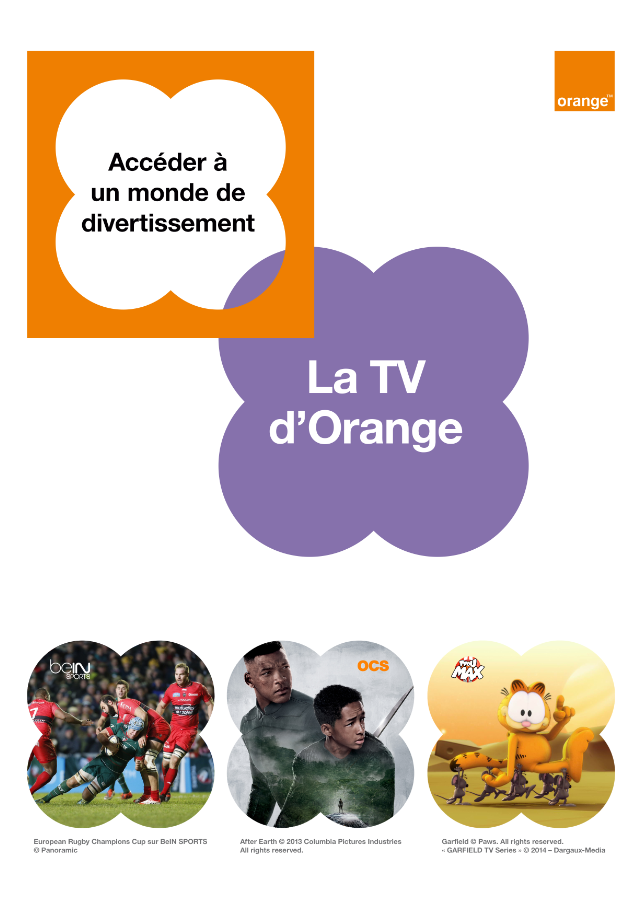 Accéder à
un monde de
divertissement
orange™
La TV
d’Orange
beIN
SPORTS
OCS
TFOU
MAX
7
European Rugby Champions Cup sur BeIN SPORTS
© Panoramic
After Earth © 2013 Columbia Pictures Industries
All rights reserved.
Garfield © Paws. All rights reserved.
« GARFIELD TV Series » © 2014 – Dargaux-Media